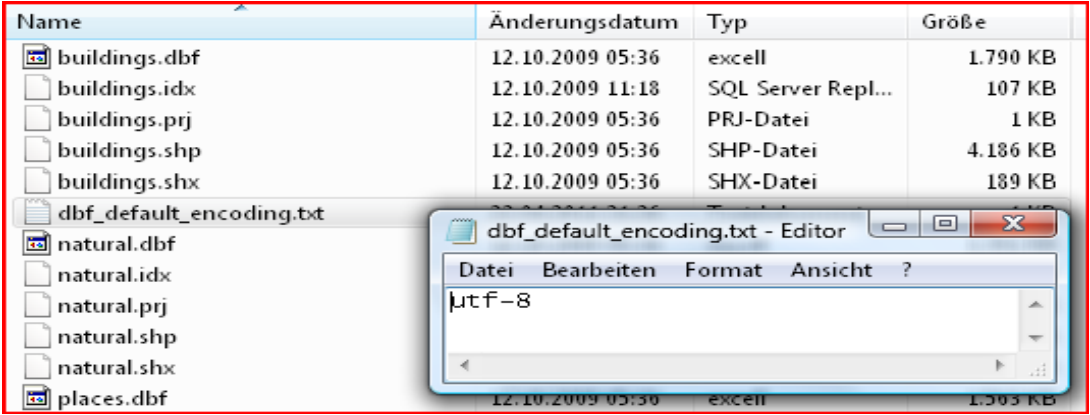 Name Änderungsdatum Typ Größe
buildings.dbf 12.10.2009 05:36 excell 1.790 KB
buildings.idx 12.10.2009 11:18 SQL Server Repl... 107 KB
buildings.prj 12.10.2009 05:36 PRJ-Datei 1 KB
buildings.shp 12.10.2009 05:36 SHP-Datei 4.186 KB
buildings.shx 12.10.2009 05:36 SHX-Datei 189 KB
dbf_default_encoding.txt
dbf_default_encoding.txt - Editor
natural.dbf
Datei Bearbeiten Format Ansicht ?
natural.idx
utf-8
natural.prj
natural.shp
natural.shx
places.dbf 12.10.2009 05:36 excell 1.563 KB